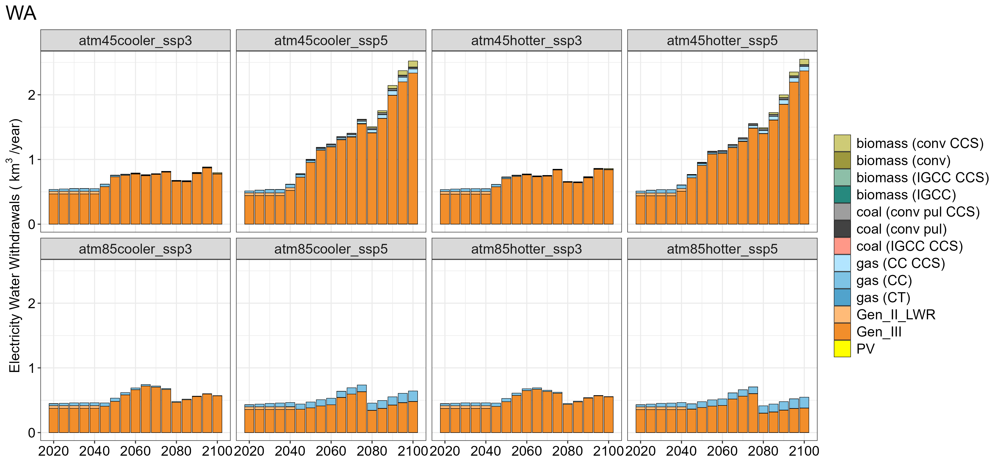 WA
atm45cooler_ssp3
atm45cooler_ssp5
atm45hotter_ssp3
atm45hotter_ssp5
Electricity Water Withdrawals ( km³ /year)
2
1
0
atm85cooler_ssp3
atm85cooler_ssp5
atm85hotter_ssp3
atm85hotter_ssp5
2
1
0
2020 2040 2060 2080 2100
2020 2040 2060 2080 2100
2020 2040 2060 2080 2100
2020 2040 2060 2080 2100
biomass (conv CCS)
biomass (conv)
biomass (IGCC CCS)
biomass (IGCC)
coal (conv pul CCS)
coal (conv pul)
coal (IGCC CCS)
gas (CC CCS)
gas (CC)
gas (CT)
Gen_II_LWR
Gen_III
PV